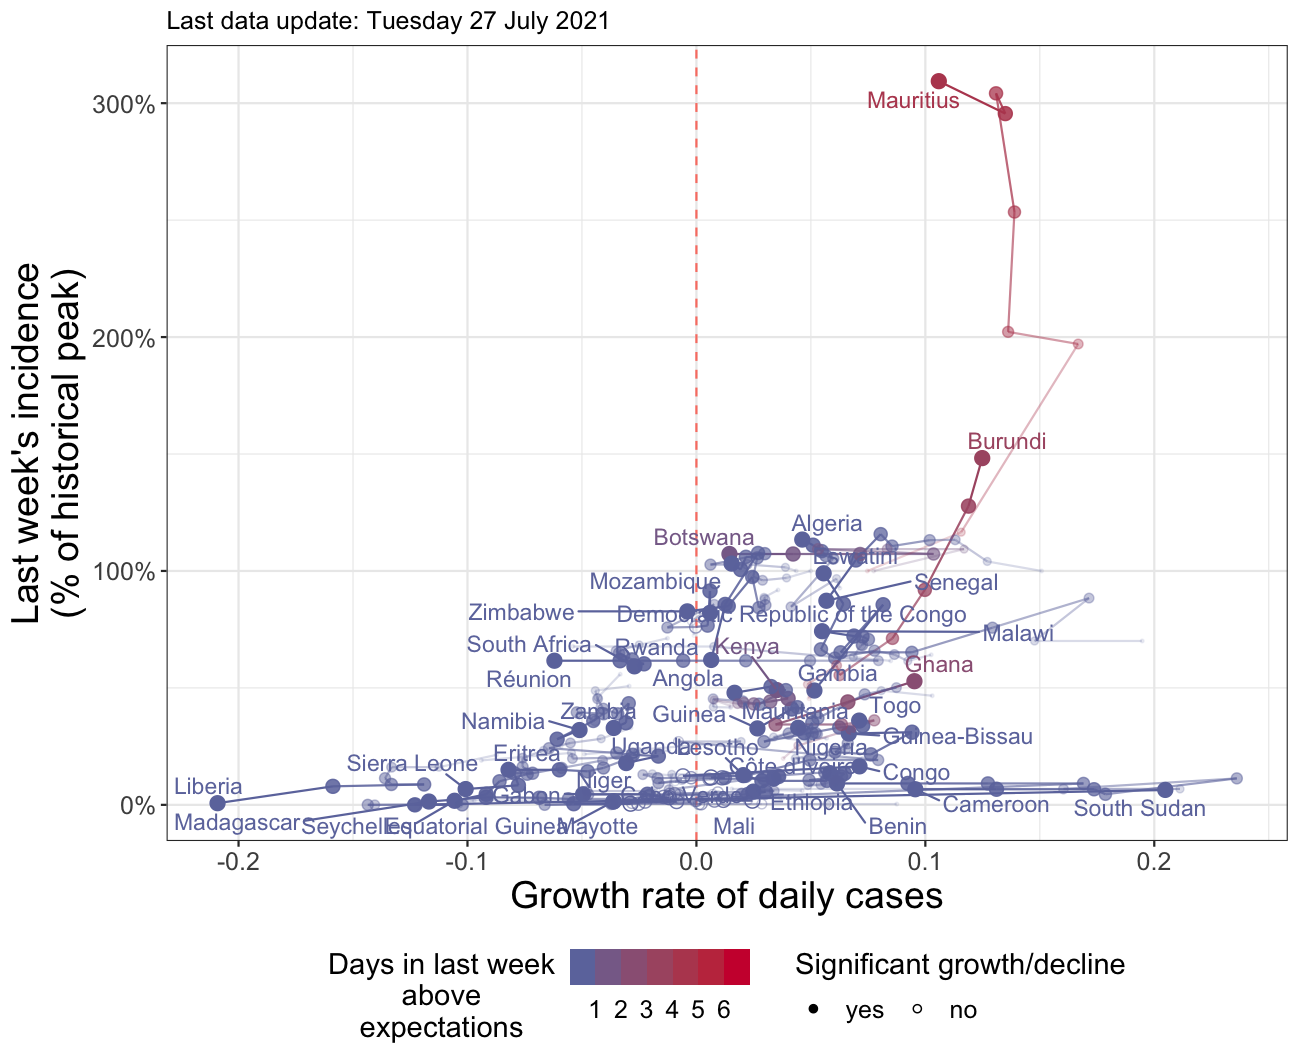 Last data update: Tuesday 27 July 2021
Last week's incidence
(% of historical peak)
300%
200%
100%
0%
Mauritius
Burundi
Algeria
Botswana
Eswatini
Mozambique
Senegal
Zimbabwe
Democratic Republic of the Congo
Malawi
South Africa
Rwanda
Kenya
Ghana
Réunion
Angola
Gambia
Zambia
Guinea
Mauritania
Togo
Namibia
Guinea-Bissau
Uganda
Lesotho
Nigeria
Eritrea
Sierra Leone
Côte d'Ivoire
Congo
Liberia
Niger
Gabon
Ethiopia
Cameroon
South Sudan
Madagascar
Seychelles
Equatorial Guinea
Mayotte
Mali
Benin
-0.2
-0.1
0.0
0.1
0.2
Growth rate of daily cases
Days in last week
above
expectations
1 2 3 4 5 6
Significant growth/decline
yes
no